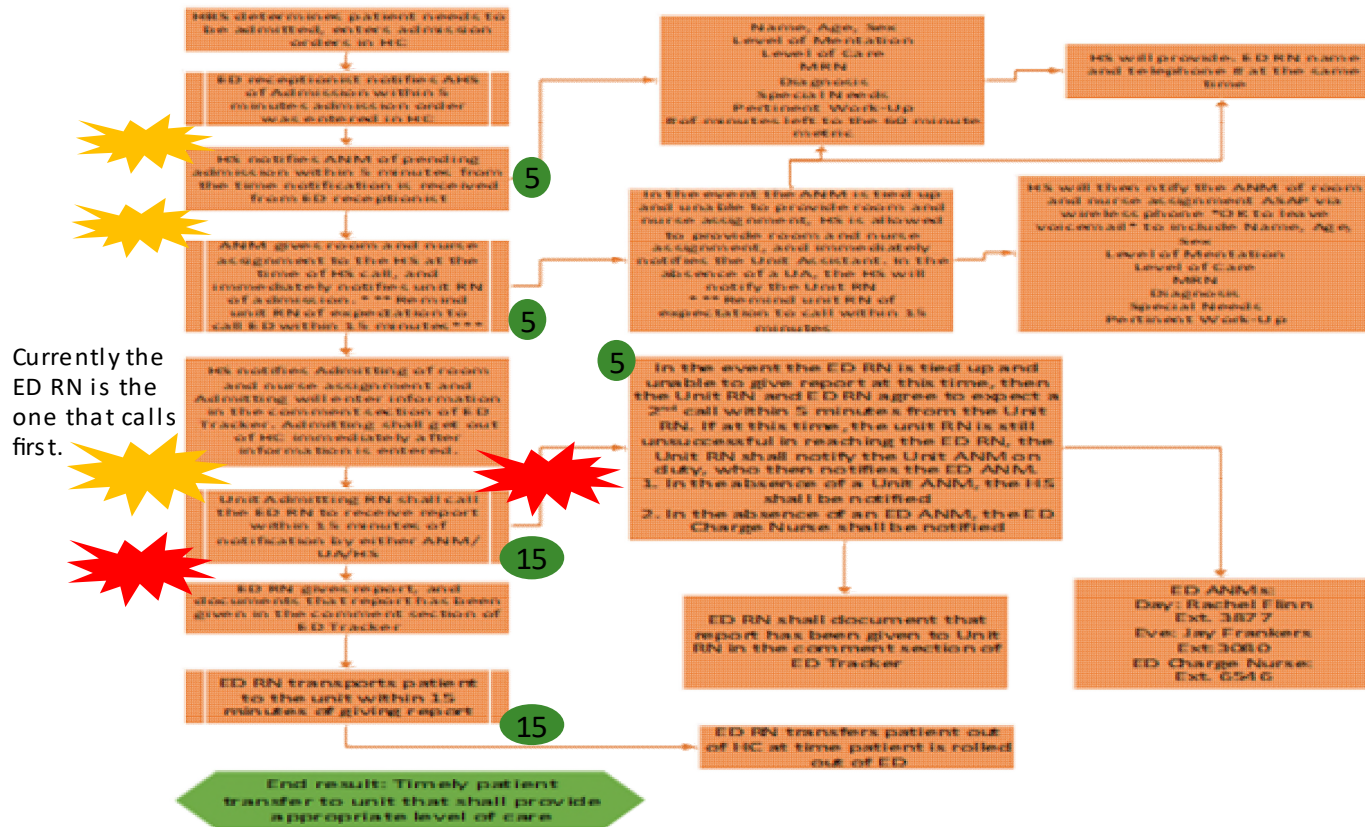 HBS determines patient needs to
be admitted, enters admission
orders in HC
ED receptionist notifies AHS
of Admission within 5
minutes admission order
was entered in HC
HS notifies ANM of pending
admission within 5 minutes from
the time notification is received
from ED receptionist
5
ANM gives room and nurse
assignment to the HS at the
time of HS call, and
immediately notifies unit RN
of admission. * ** Remind
unit RN of expectation to
call ED within 15 minutes***
5
Currently the
ED RN is the
one that calls
first.
HS notifies Admitting of room
and nurse assignment and
Admitting will enter information
in the comment section of ED
Tracker. Admitting shall get out
of HC immediately after
information is entered.
Unit Admitting RN shall call
the ED RN to receive report
within 15 minutes of
notification by either ANM/
UA/HS
15
ED RN gives report, and
documents that report has been
given in the comment section of
ED Tracker
ED RN transports patient
to the unit within 15
minutes of giving report
15
End result: Timely patient
transfer to unit that shall provide
appropriate level of care
Name, Age, Sex
Level of Mentation
Level of Care
MRN
Diagnosis
Special Needs
Pertinent Work-Up
# of minutes left to the 60 minute
metric
HS will provide. ED RN name
and telephone # at the same
time
In the event the ANM is tied up
and unable to provide room and
nurse assignment, HS is allowed
to provide room and nurse
assignment, and immediately
notifies the Unit Assistant. In the
absence of a UA, the HS will
notify the Unit RN
* ** Remind unit RN of
expectation to call within 15
minutes
HS will then ntify the ANM of room
and nurse assignment ASAP via
wireless phone *OK to leave
voicemail* to include Name, Age,
Sex
Level of Mentation
Level of Care
MRN
Diagnosis
Special Needs
Pertinent Work-Up
5
In the event the ED RN is tied up and
unable to give report at this time, then
the Unit RN and ED RN agree to expect a
2nd call within 5 minutes from the Unit
RN. If at this time, the unit RN is still
unsuccessful in reaching the ED RN, the
Unit RN shall notify the Unit ANM on
duty, who then notifies the ED ANM.
1. In the absence of a Unit ANM, the HS
shall be notified
2. In the absence of an ED ANM, the ED
Charge Nurse shall be notified
ED RN shall document that
report has been given to Unit
RN in the comment section of
ED Tracker
ED ANMs:
Day: Rachel Flinn
Ext. 3877
Eve: Jay Frankers
Ext 3080
ED Charge Nurse:
Ext. 6546
ED RN transfers patient out
of HC at time patient is rolled
out of ED